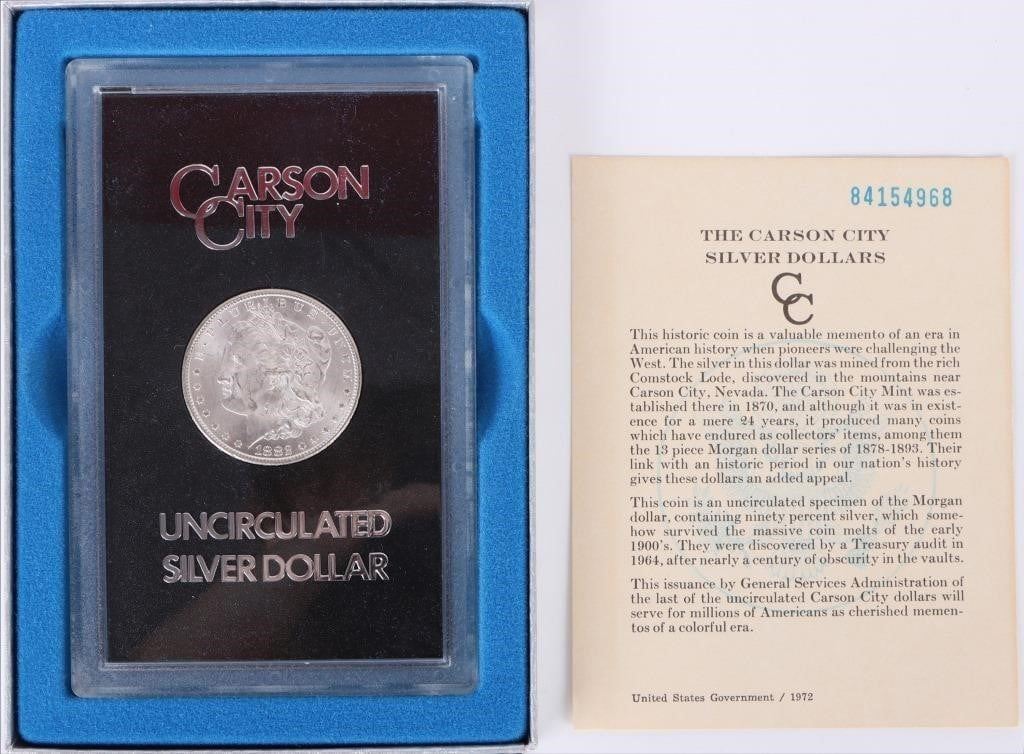 CARSON
CITY
E PLURIBUS UNUM
1882
UNCIRCULATED
SILVER DOLLAR
84154968
THE CARSON CITY
SILVER DOLLARS
CC
This historic coin is a valuable memento of an era in
American history when pioneers were challenging the
West. The silver in this dollar was mined from the rich
Comstock Lode, discovered in the mountains near
Carson City, Nevada. The Carson City Mint was es-
tablished there in 1870, and although it was in exist-
ence for a mere 24 years, it produced many coins
which have endured as collectors' items, among them
the 13 piece Morgan dollar series of 1878-1893. Their
link with an historic period in our nation's history
gives these dollars an added appeal.
This coin is an uncirculated specimen of the Morgan
dollar, containing ninety percent silver, which some-
how survived the massive coin melts of the early
1900's. They were discovered by a Treasury audit in
1964, after nearly a century of obscurity in the vaults.
This issuance by General Services Administration of
the last of the uncirculated Carson City dollars will
serve for millions of Americans as cherished memen-
tos of a colorful era.
United States Government / 1972